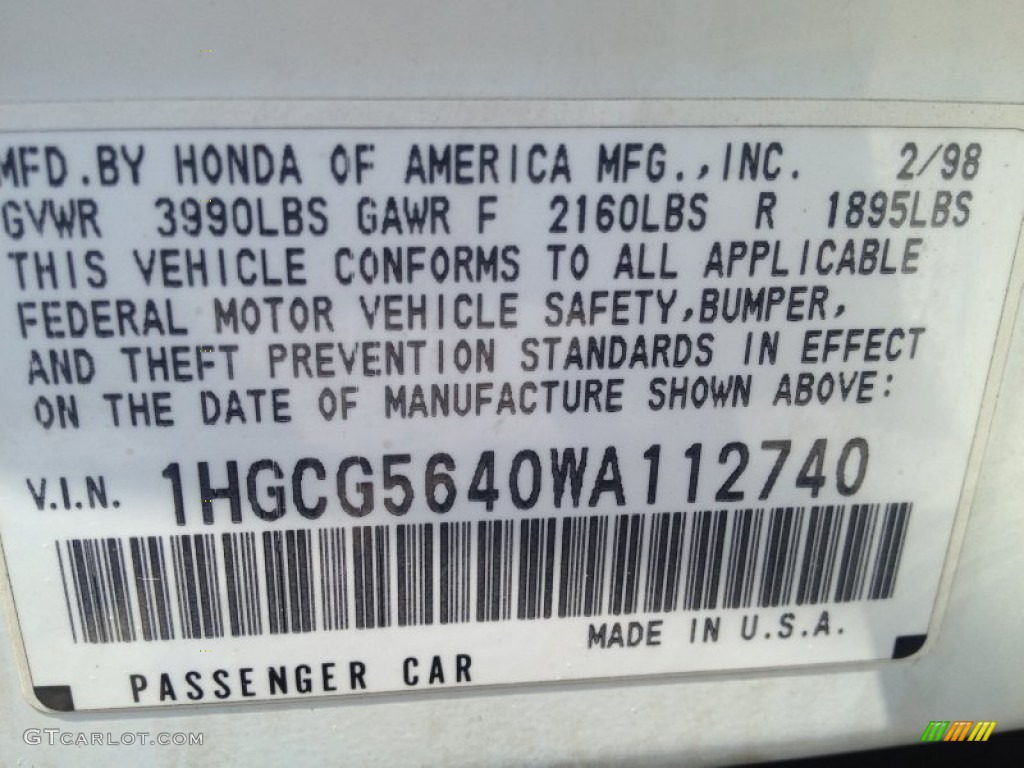 MFD.BY HONDA OF AMERICA MFG.,INC. 2/98
GVWR 3990LBS GAWR F 2160LBS R 1895LBS
THIS VEHICLE CONFORMS TO ALL APPLICABLE
FEDERAL MOTOR VEHICLE SAFETY,BUMPER,
AND THEFT PREVENTION STANDARDS IN EFFECT
ON THE DATE OF MANUFACTURE SHOWN ABOVE:
V.I.N. 1HGCG5640WA112740
MADE IN U.S.A.
PASSENGER CAR
GTCARLOT.COM